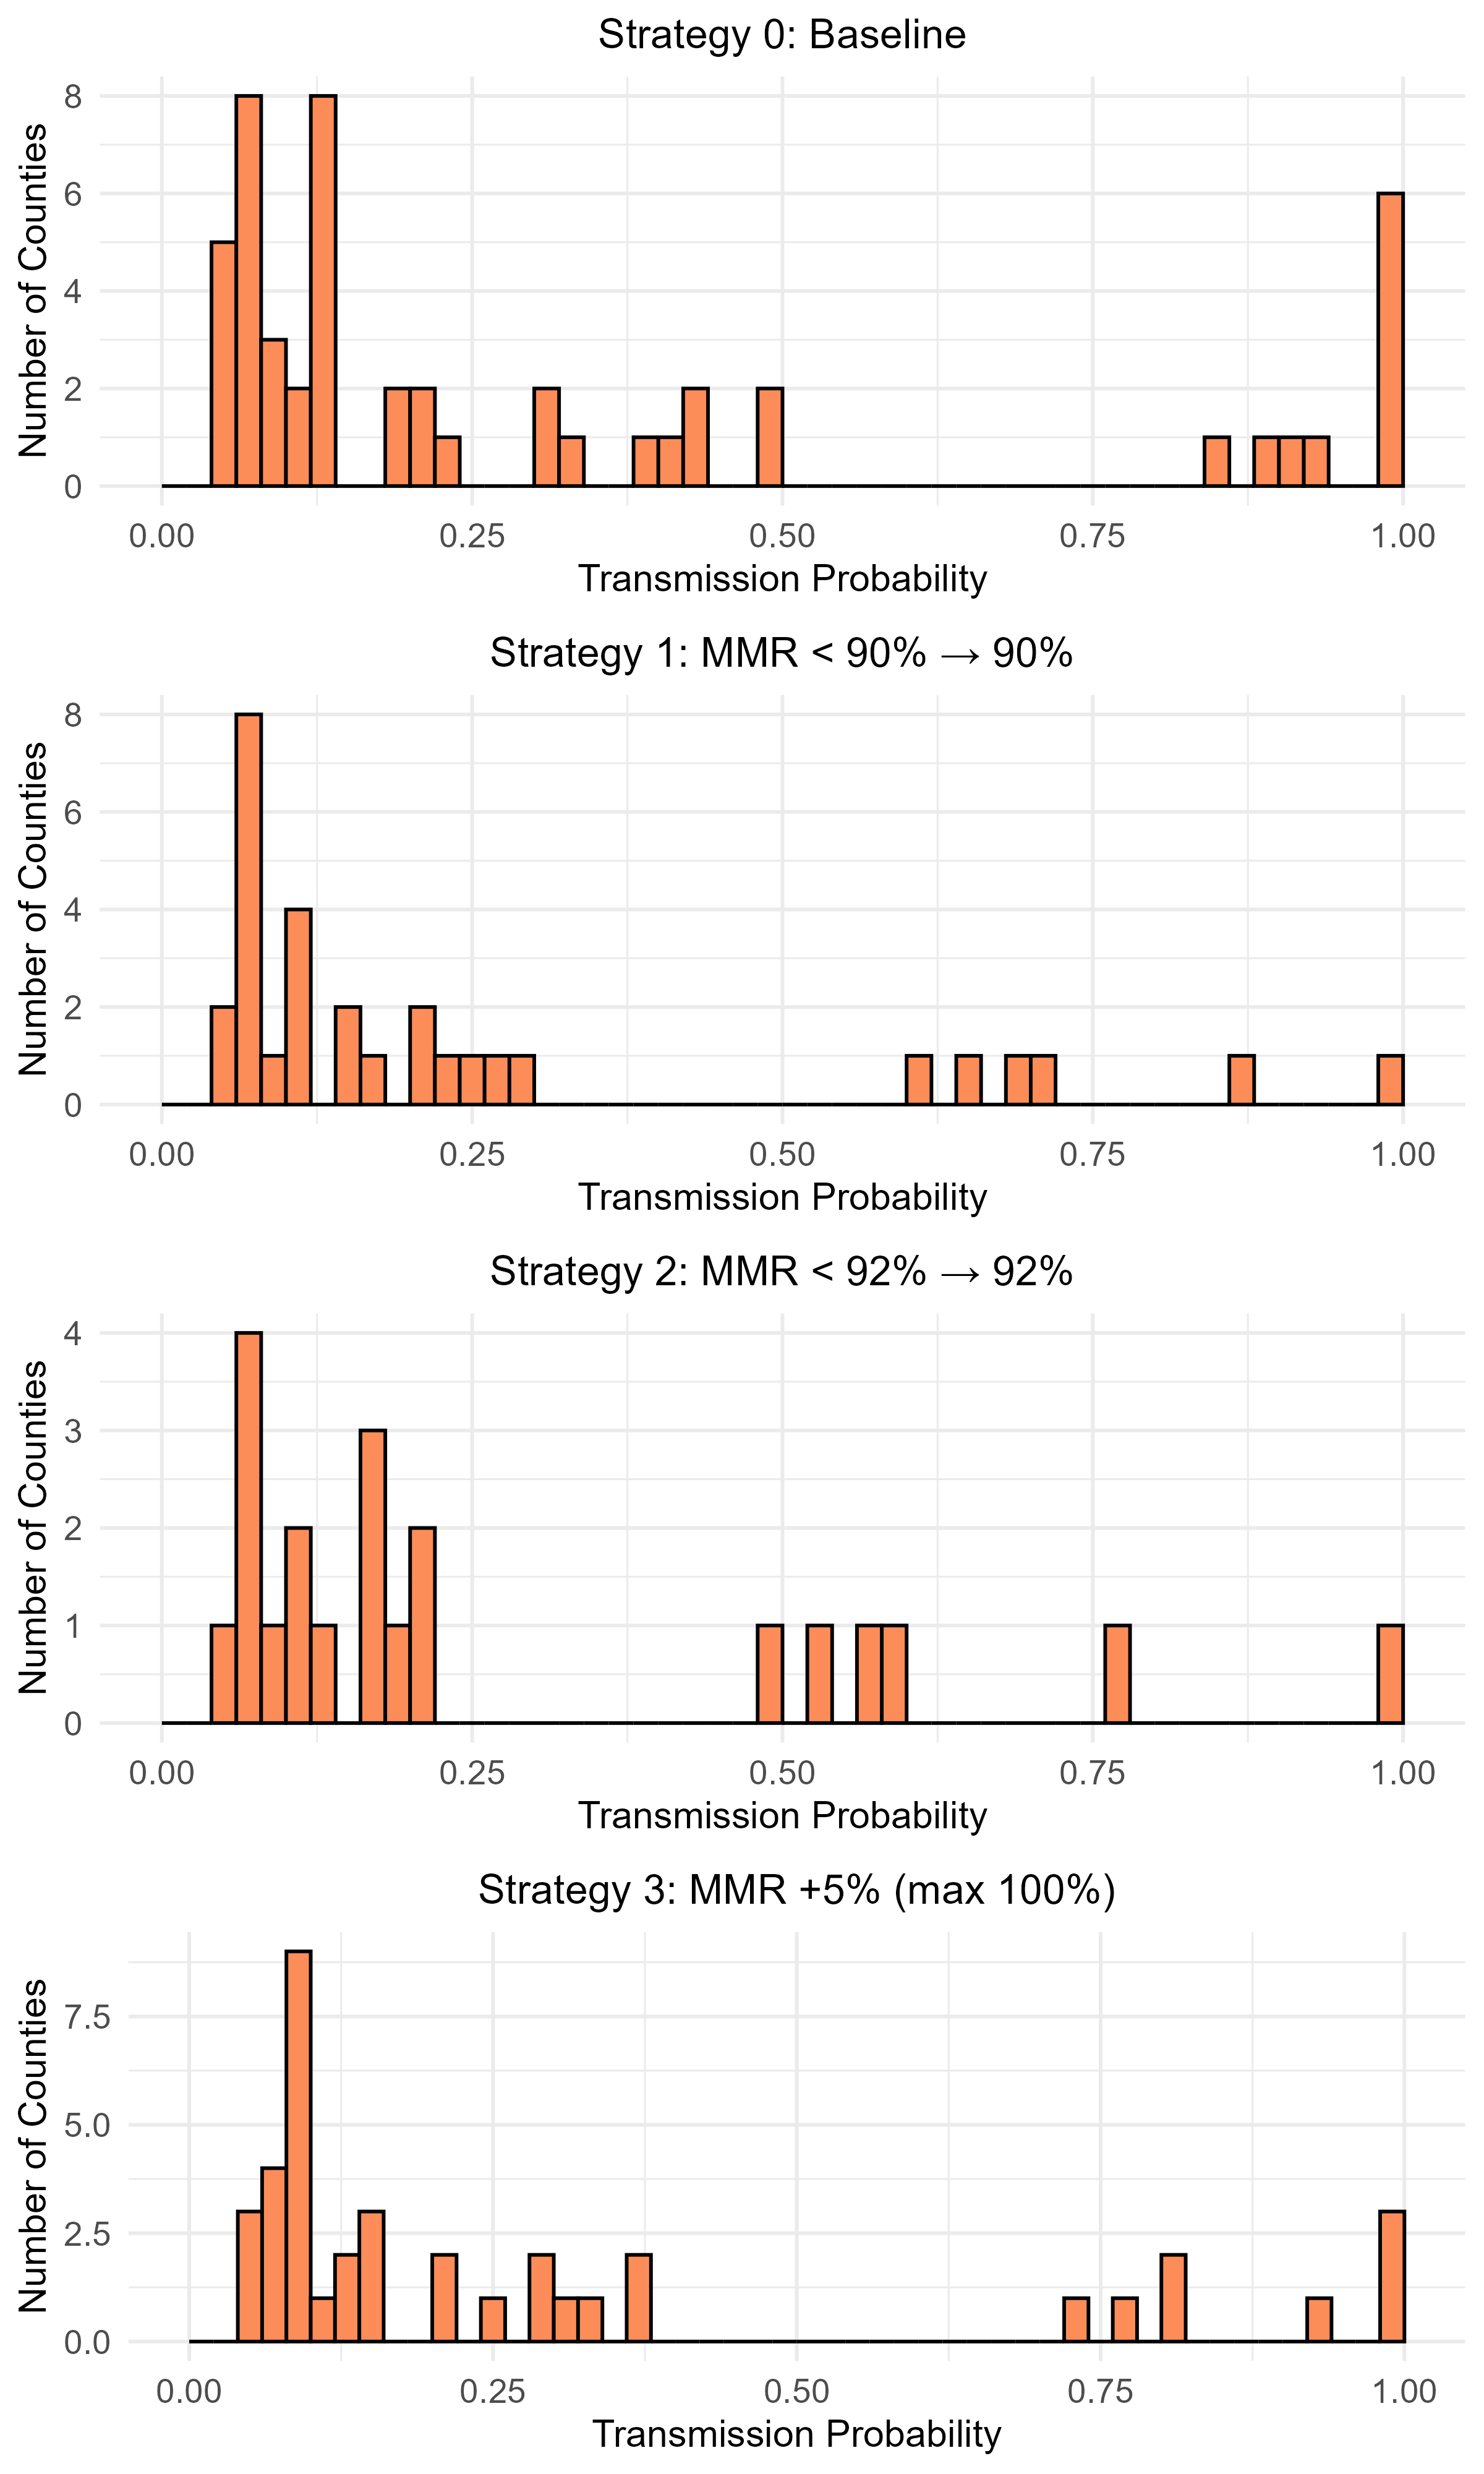 Strategy 0: Baseline
Number of Counties
8
6
4
2
0
0.00 0.25 0.50 0.75 1.00
Transmission Probability
Strategy 1: MMR < 90% → 90%
Number of Counties
8
6
4
2
0
0.00 0.25 0.50 0.75 1.00
Transmission Probability
Strategy 2: MMR < 92% → 92%
Number of Counties
4
3
2
1
0
0.00 0.25 0.50 0.75 1.00
Transmission Probability
Strategy 3: MMR +5% (max 100%)
Number of Counties
7.5
5.0
2.5
0.0
0.00 0.25 0.50 0.75 1.00
Transmission Probability